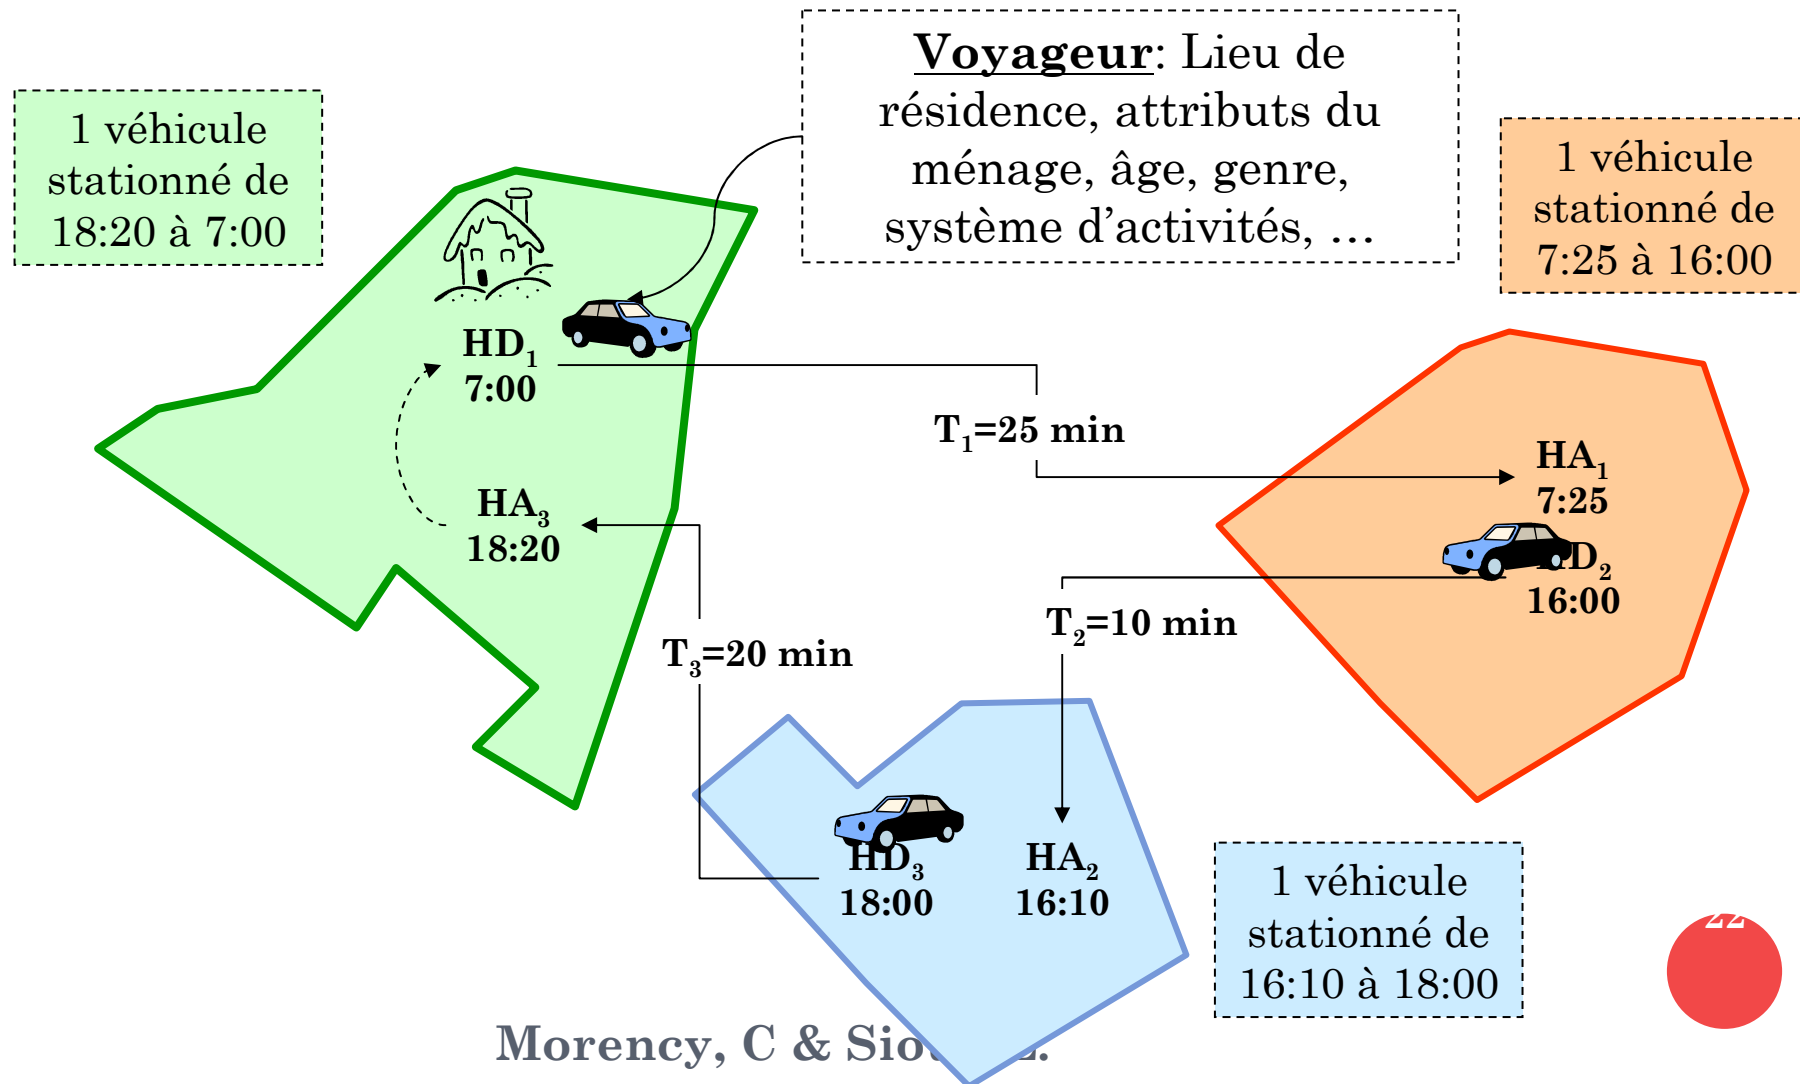 Voyageur: Lieu de
résidence, attributs du
ménage, âge, genre,
système d'activités, …
1 véhicule
stationné de
18:20 à 7:00
1 véhicule
stationné de
7:25 à 16:00
HD1
7:00
T1=25 min
HA1
7:25
HA3
18:20
D2
16:00
T2=10 min
T3=20 min
HD3
18:00
HA2
16:10
1 véhicule
stationné de
16:10 à 18:00
22
Morency, C &